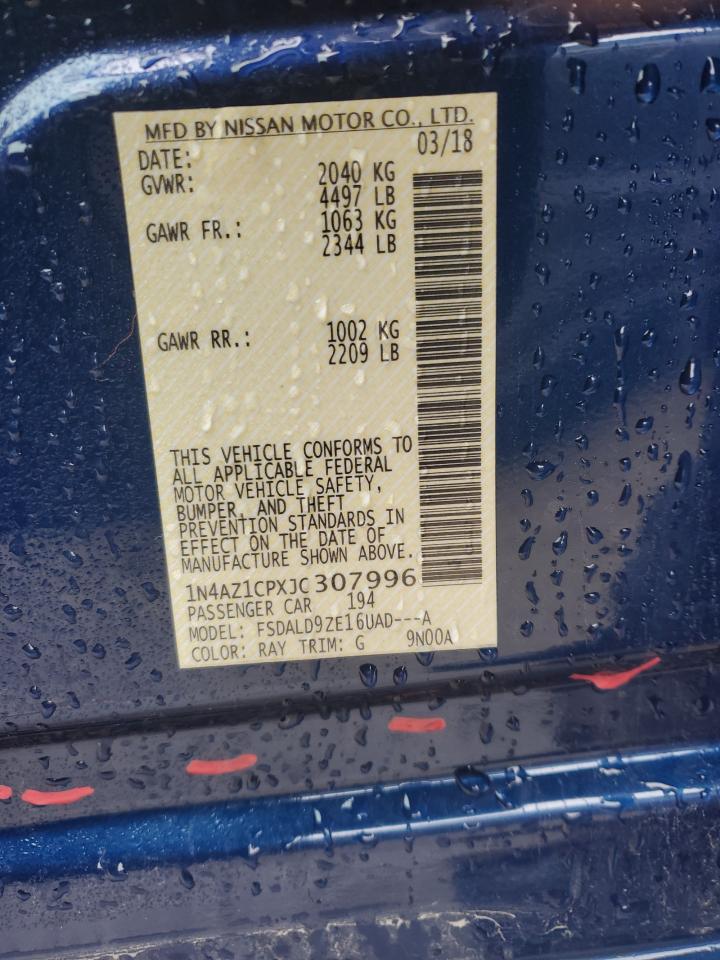 MFD BY NISSAN MOTOR CO., LTD.
DATE: 03/18
GVWR: 2040 KG
4497 LB
GAWR FR.: 1063 KG
2344 LB
GAWR RR.: 1002 KG
2209 LB
THIS VEHICLE CONFORMS TO
ALL APPLICABLE FEDERAL
MOTOR VEHICLE SAFETY,
BUMPER, AND THEFT
PREVENTION STANDARDS IN
EFFECT ON THE DATE OF
MANUFACTURE SHOWN ABOVE.
1N4AZ1CPXJC307996
PASSENGER CAR 194
MODEL: FSDALD9ZE16UAD---A
COLOR: RAY TRIM: G 9N00A